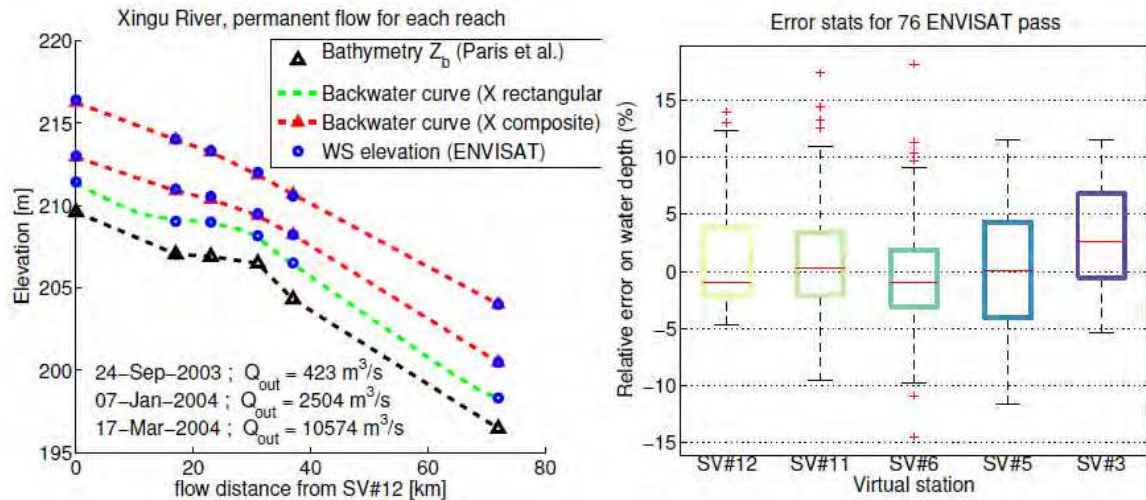 Xingu River, permanent flow for each reach
220
215
210
205
200
195
Elevation [m]
Bathymetry Z_b (Paris et al.)
Backwater curve (X rectangular
Backwater curve (X composite)
WS elevation (ENVISAT)
24-Sep-2003 ; Q_out = 423 m³/s
07-Jan-2004 ; Q_out = 2504 m³/s
17-Mar-2004 ; Q_out = 10574 m³/s
0 20 40 60 80
flow distance from SV#12 [km]
Error stats for 76 ENVISAT pass
15
10
5
0
-5
-10
-15
Relative error on water depth (%)
SV#12 SV#11 SV#6 SV#5 SV#3
Virtual station